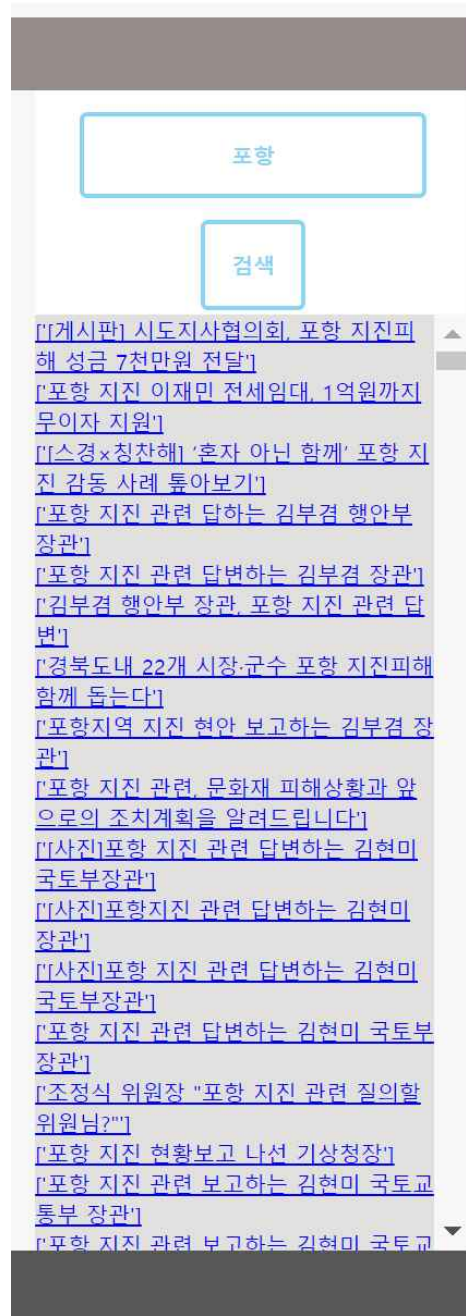 포항
검색
['[게시판] 시도지사협의회, 포항 지진피
해 성금 7천만원 전달']
['포항 지진 이재민 전세임대, 1억원까지
무이자 지원']
['[스경×칭찬해] ‘혼자 아닌 함께’ 포항 지
진 감동 사례 톺아보기']
['포항 지진 관련 답하는 김부겸 행안부
장관']
['포항 지진 관련 답변하는 김부겸 장관']
['김부겸 행안부 장관, 포항 지진 관련 답
변']
['경북도내 22개 시장·군수 포항 지진피해
함께 돕는다']
['포항지역 지진 현안 보고하는 김부겸 장
관']
['포항 지진 관련, 문화재 피해상황과 앞
으로의 조치계획을 알려드립니다']
['[사진]포항 지진 관련 답변하는 김현미
국토부장관']
['[사진]포항지진 관련 답변하는 김현미
장관']
['[사진]포항 지진 관련 답변하는 김현미
국토부장관']
['포항 지진 관련 답변하는 김현미 국토부
장관']
['조정식 위원장 "포항 지진 관련 질의할
위원님?"']
['포항 지진 현황보고 나선 기상청장']
['포항 지진 관련 보고하는 김현미 국토교
통부 장관']
['포항 지진 관련 보고하는 김현미 국토교